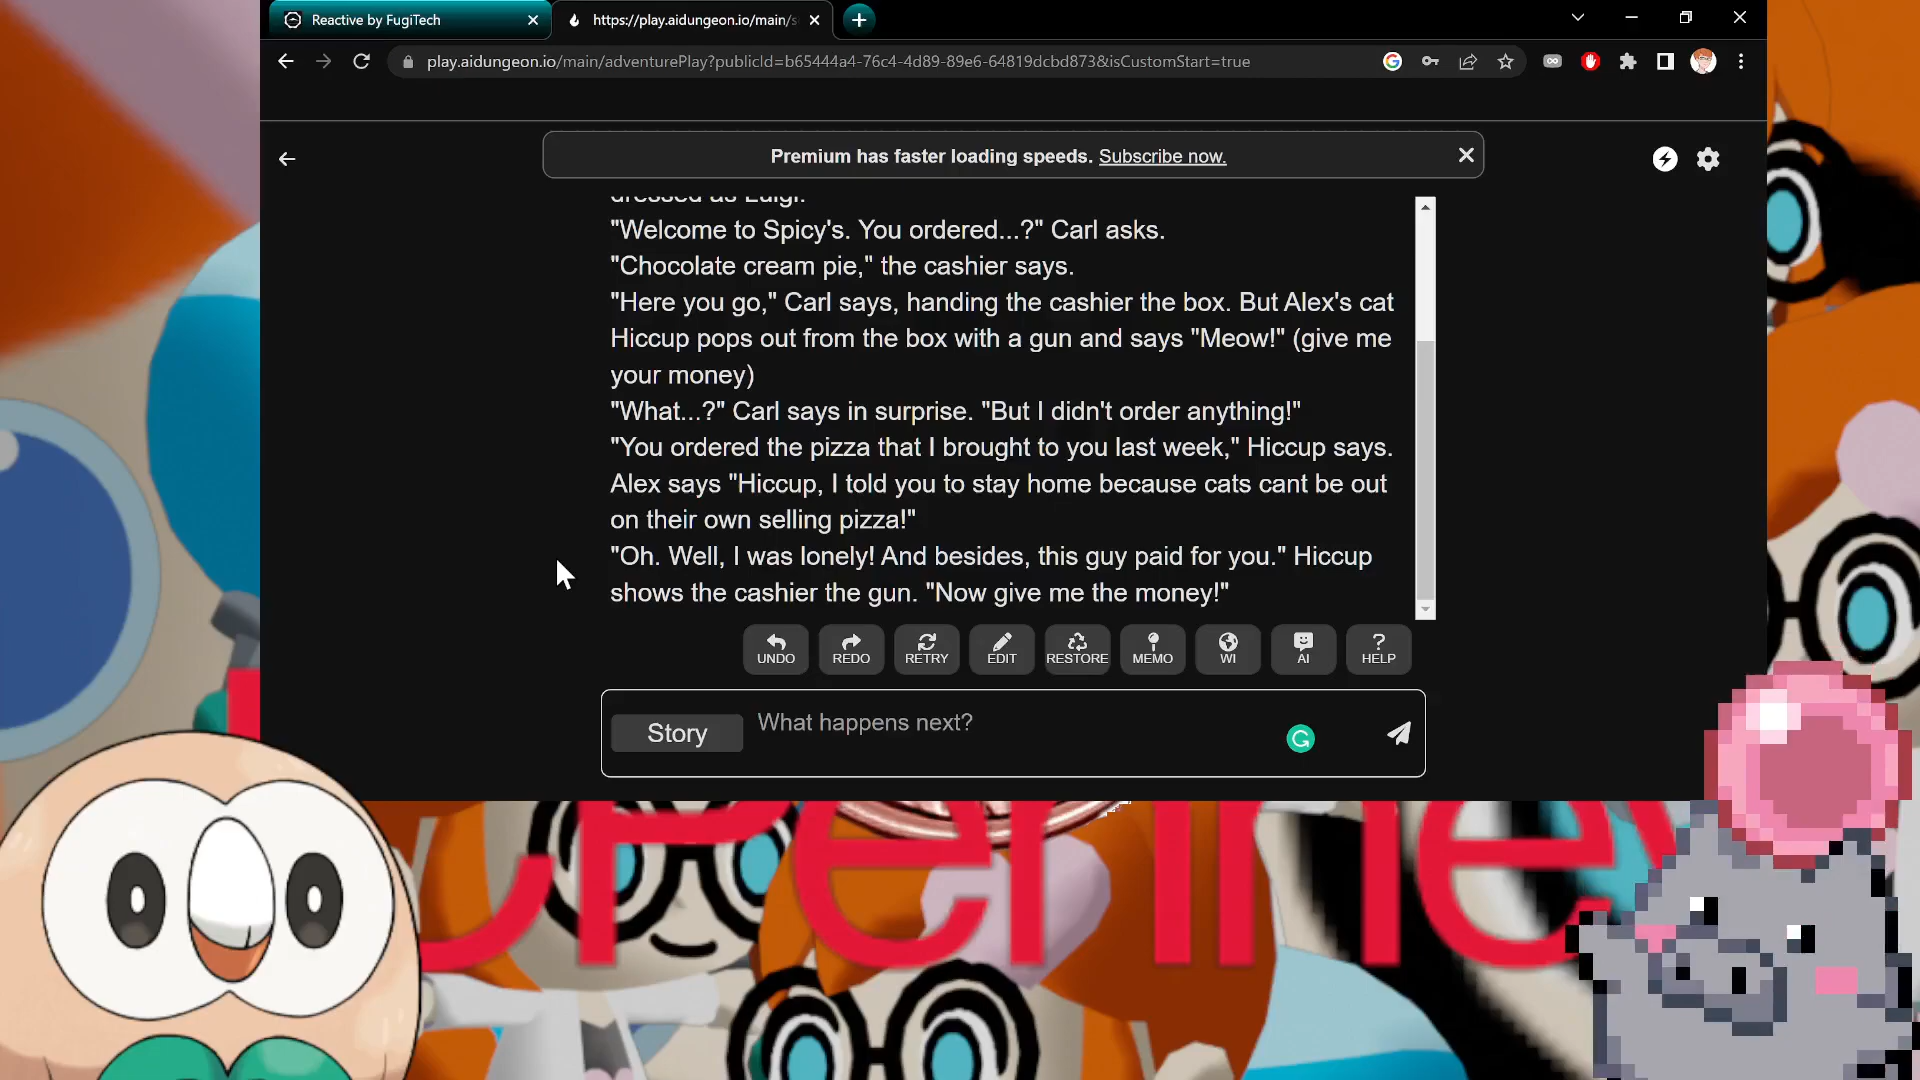 Reactive by FugiTech
https://play.aidungeon.io/main/s
play.aidungeon.io/main/adventurePlay?publicId=b65444a4-76c4-4d89-89e6-64819dcbd873&isCustomStart=true
Premium has faster loading speeds. Subscribe now.
dressed as Luigi.
"Welcome to Spicy's. You ordered...?" Carl asks.
"Chocolate cream pie," the cashier says.
"Here you go," Carl says, handing the cashier the box. But Alex's cat
Hiccup pops out from the box with a gun and says "Meow!" (give me
your money)
"What...?" Carl says in surprise. "But I didn't order anything!"
"You ordered the pizza that I brought to you last week," Hiccup says.
Alex says "Hiccup, I told you to stay home because cats cant be out
on their own selling pizza!"
"Oh. Well, I was lonely! And besides, this guy paid for you." Hiccup
shows the cashier the gun. "Now give me the money!"
UNDO REDO RETRY EDIT RESTORE MEMO WI AI HELP
Story What happens next?